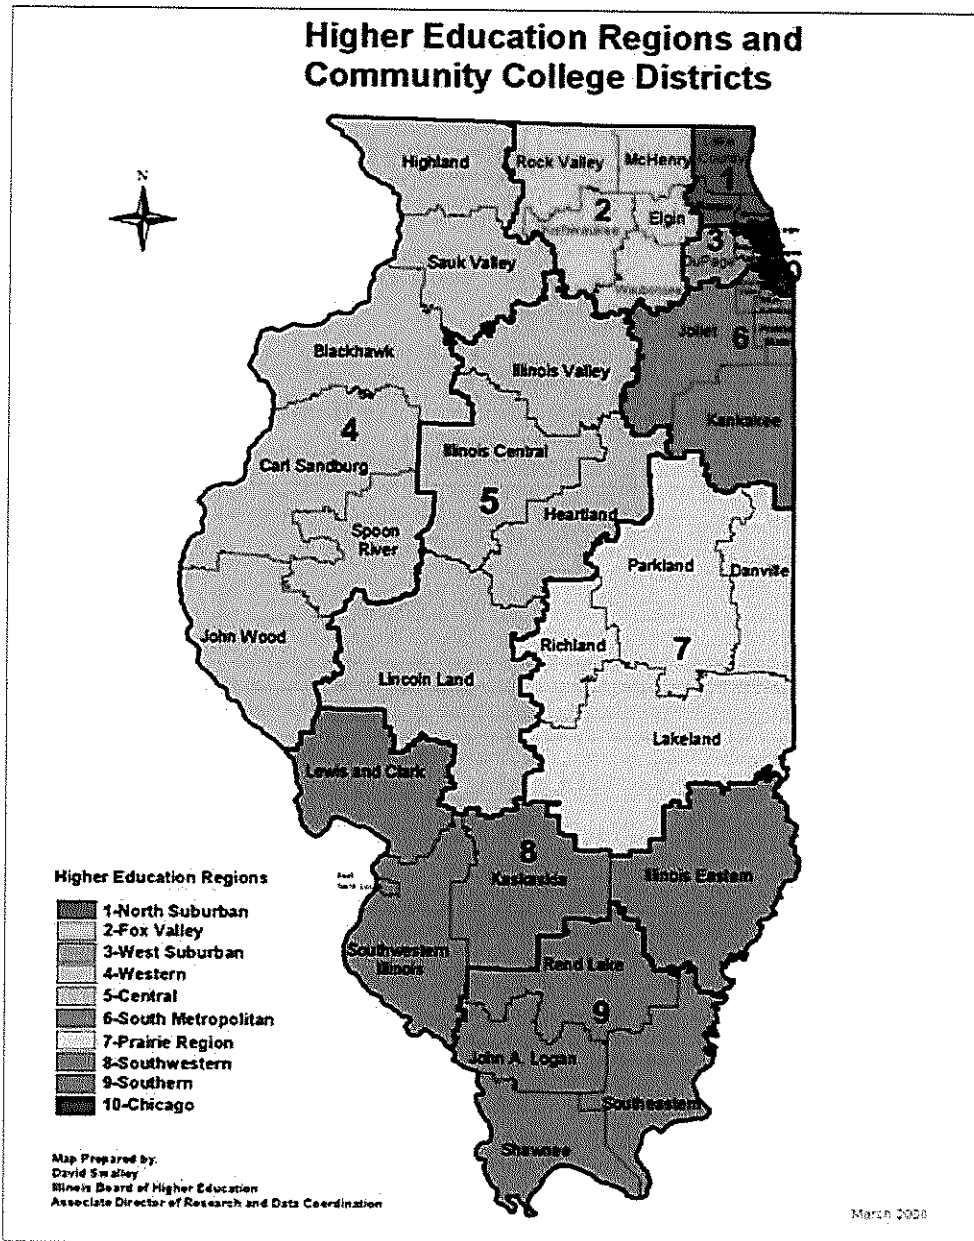 Higher Education Regions and
Community College Districts
N
Highland
Rock Valley
McHenry
Lake
County
1
2
Elgin
3
DuPage
Sauk Valley
Waubonsee
Joliet
6
Blackhawk
Illinois Valley
Kankakee
4
Carl Sandburg
Illinois Central
5
Heartland
Spoon
River
Parkland
Danville
John Wood
Richland
7
Lincoln Land
Lakeland
Lewis and Clark
8
Kaskaskia
Illinois Eastern
Southwestern
Illinois
Rend Lake
9
John A. Logan
Southeastern
Shawnee
Higher Education Regions
1-North Suburban
2-Fox Valley
3-West Suburban
4-Western
5-Central
6-South Metropolitan
7-Prairie Region
8-Southwestern
9-Southern
10-Chicago
Map Prepared by:
David Smalley
Illinois Board of Higher Education
Associate Director of Research and Data Coordination
March